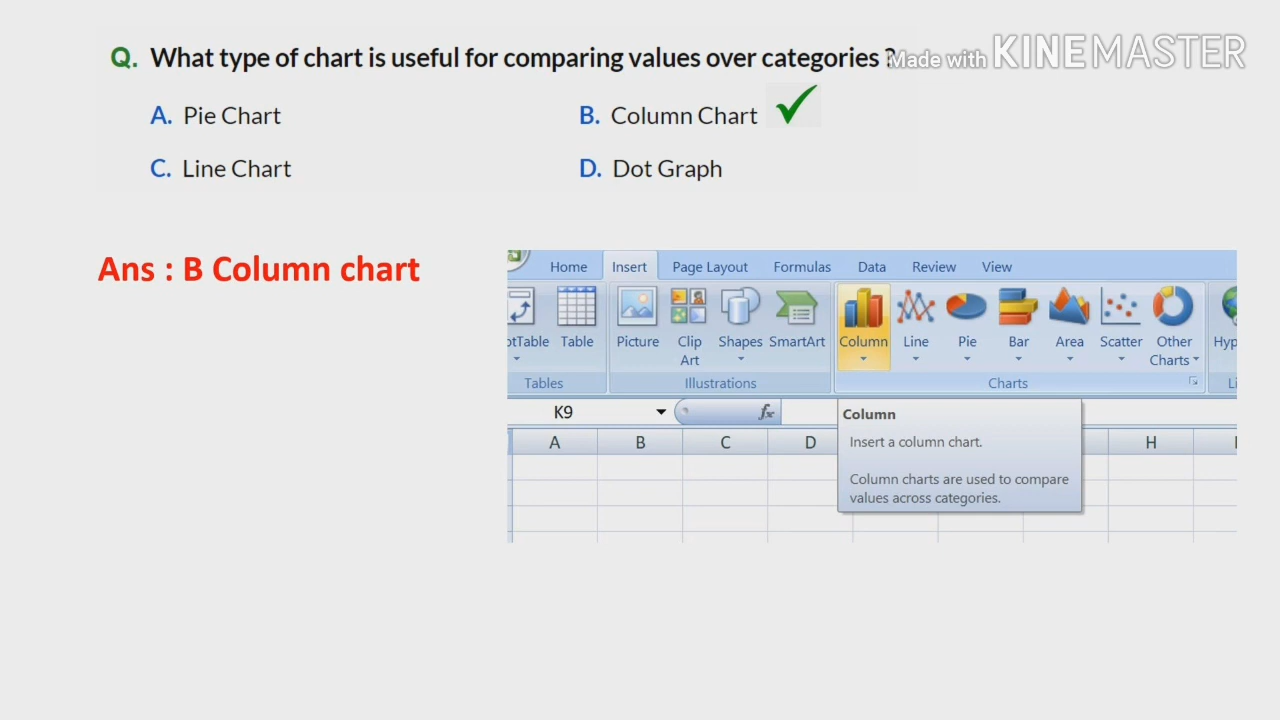 Q. What type of chart is useful for comparing values over categories ?
Made with KINEMASTER
A. Pie Chart
B. Column Chart
C. Line Chart
D. Dot Graph
Ans : B Column chart
Home Insert Page Layout Formulas Data Review View
otTable Table Picture Clip Art Shapes SmartArt Column Line Pie Bar Area Scatter Other Charts Hyp
Tables Illustrations Charts Li
K9 fx
A B C D H
Column
Insert a column chart.
Column charts are used to compare
values across categories.